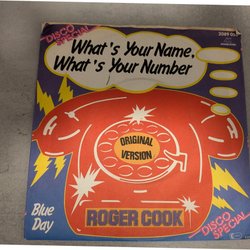 DISCO
SPECIAL
What's Your Name,
What's Your Number
ORIGINAL
VERSION
Blue
Day
ROGER COOK
DISCO
SPECIAL